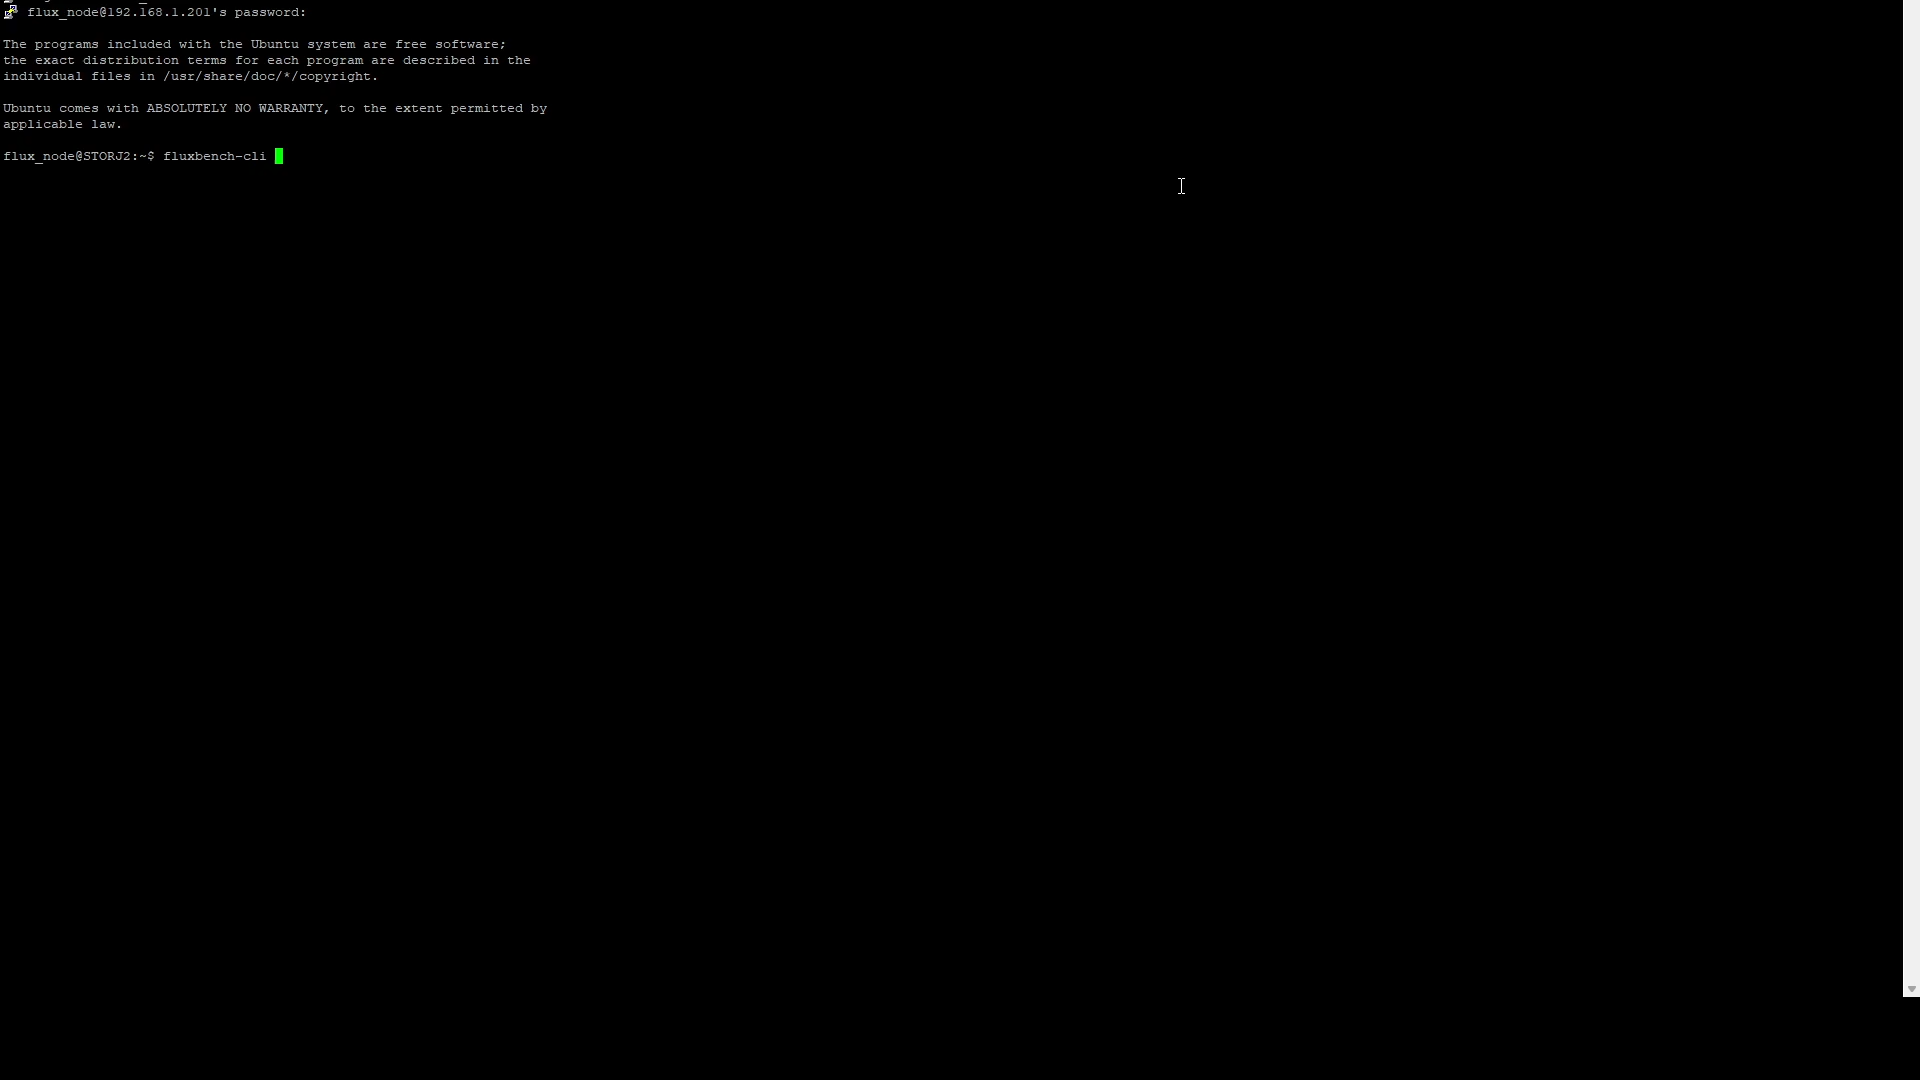 flux_node@192.168.1.201's password:
The programs included with the Ubuntu system are free software;
the exact distribution terms for each program are described in the
individual files in /usr/share/doc/*/copyright.
Ubuntu comes with ABSOLUTELY NO WARRANTY, to the extent permitted by
applicable law.
flux_node@STORJ2:~$ fluxbench-cli